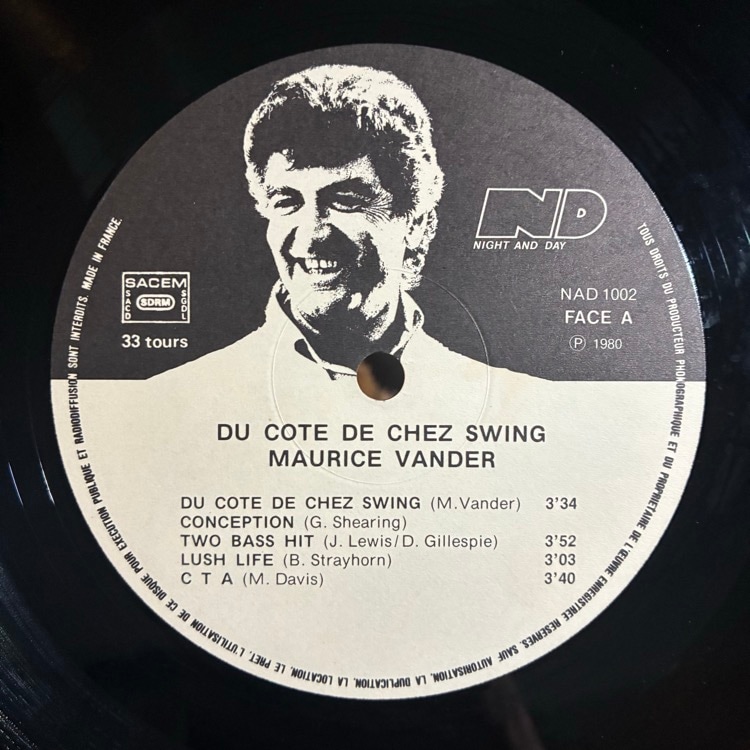 ND
NIGHT AND DAY
SACEM
SACD
SDRM
SGDL
33 tours
NAD 1002
FACE A
Ⓟ 1980
DU COTE DE CHEZ SWING
MAURICE VANDER
DU COTE DE CHEZ SWING (M.Vander) 3'34
CONCEPTION (G. Shearing)
TWO BASS HIT (J. Lewis/D. Gillespie) 3'52
LUSH LIFE (B. Strayhorn) 3'03
C T A (M. Davis) 3'40
TOUS DROITS DU PRODUCTEUR PHONOGRAPHIQUE ET DU PROPRIETAIRE DE L'ŒUVRE ENREGISTREE RESERVES. SAUF AUTORISATION, LA DUPLICATION, LA LOCATION, LE PRET, L'UTILISATION DE CE DISQUE POUR EXECUTION PUBLIQUE ET RADIODIFFUSION SONT INTERDITS. MADE IN FRANCE.